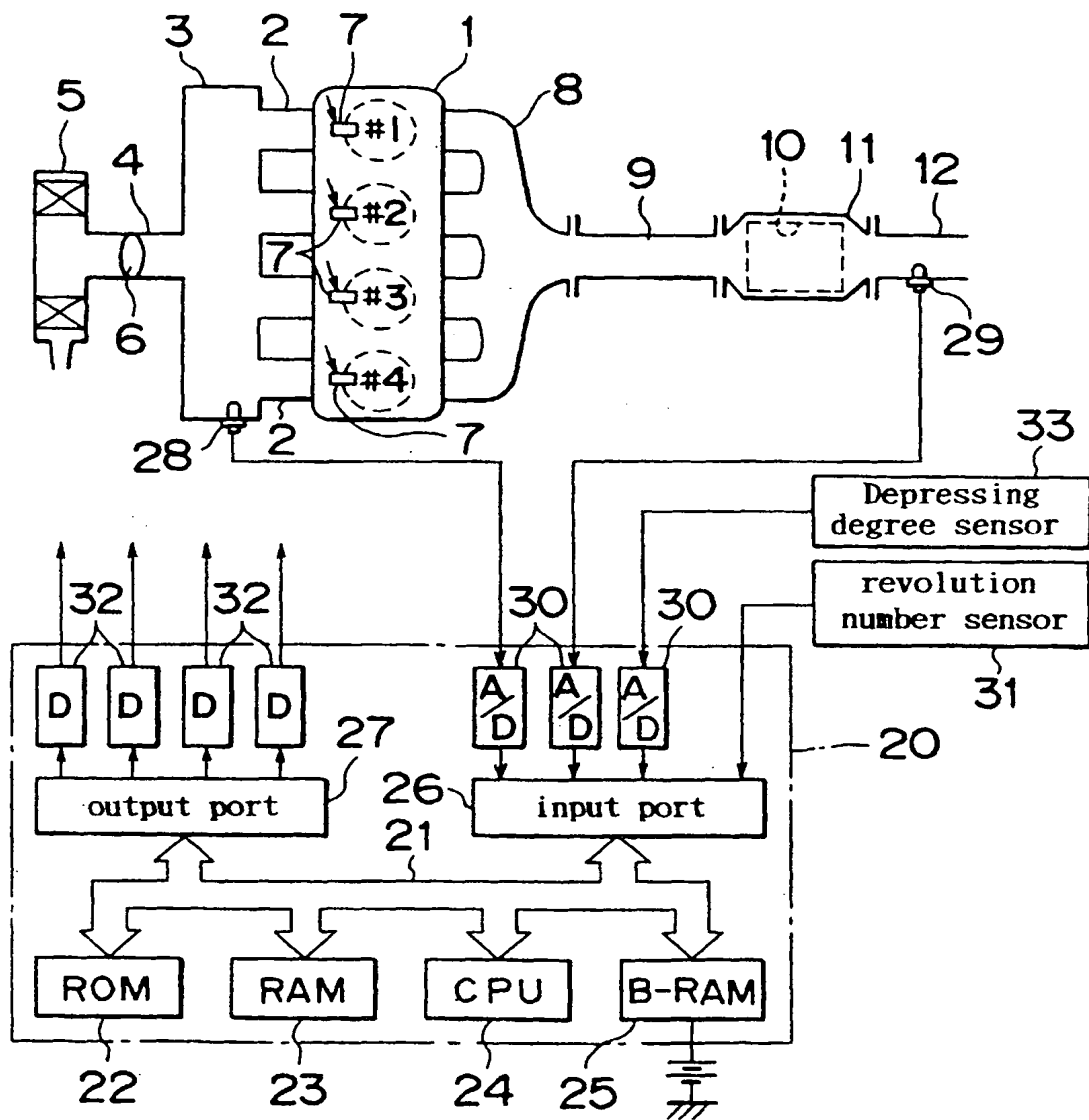 3 2 7 1
5 4 8
#1
10 11 12
9
#2
7
#3
6
#4
29
28 2 7
33
Depressing
degree sensor
revolution
number sensor
31
32 32 30 30
D D D D
A/D A/D A/D
27 20
output port
26
input port
21
ROM RAM CPU B-RAM
22 23 24 25